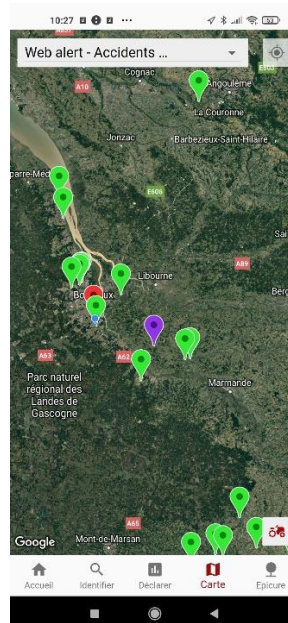 10:27
53
Web alert - Accidents ...
Cognac
Angoulême
A10
La Couronne
Jonzac
Barbezieux-Saint-Hilaire
E606
A89
Libourne
A63
A62
Parc naturel
régional des
Landes de
Gascogne
Marmande
A65
Google
Mont-de-Marsan
Accueil
Identifier
Déclarer
Carte
Epicure